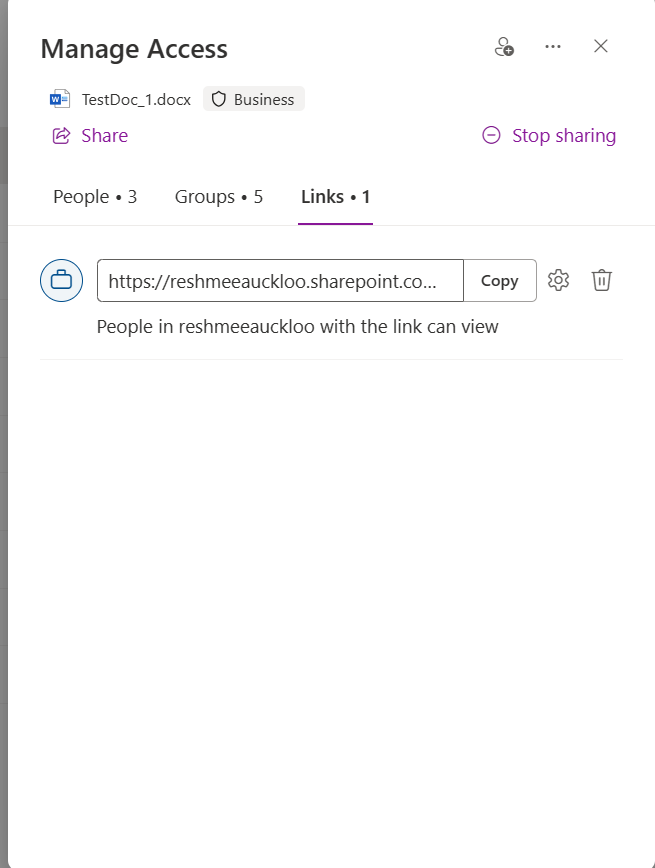 Manage Access
TestDoc_1.docx Business
Share Stop sharing
People • 3 Groups • 5 Links • 1
https://reshmeeauckloo.sharepoint.co... Copy
People in reshmeeauckloo with the link can view